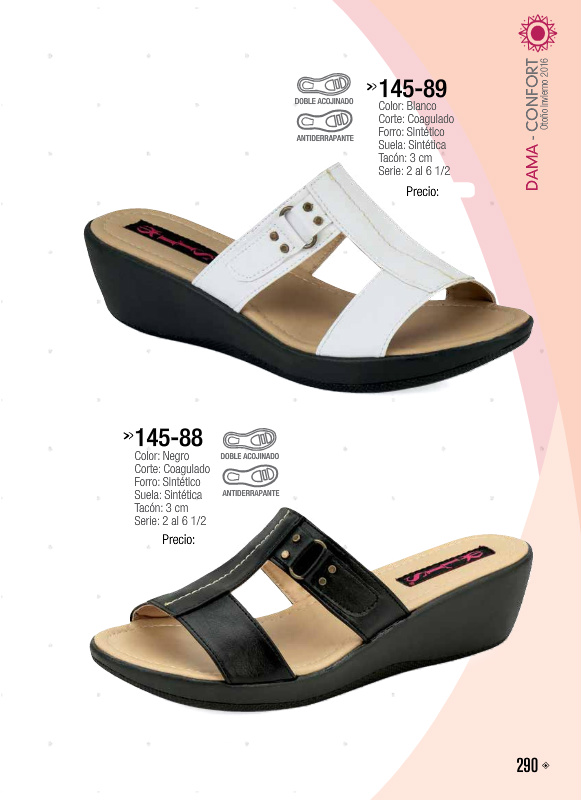 DAMA - CONFORT
Otoño Invierno 2016
145-89
Color: Blanco
Corte: Coagulado
Forro: Sintético
Suela: Sintética
Tacón: 3 cm
Serie: 2 al 6 1/2
Precio:
DOBLE ACOJINADO
ANTIDERRAPANTE
145-88
Color: Negro
Corte: Coagulado
Forro: Sintético
Suela: Sintética
Tacón: 3 cm
Serie: 2 al 6 1/2
Precio:
DOBLE ACOJINADO
ANTIDERRAPANTE
290